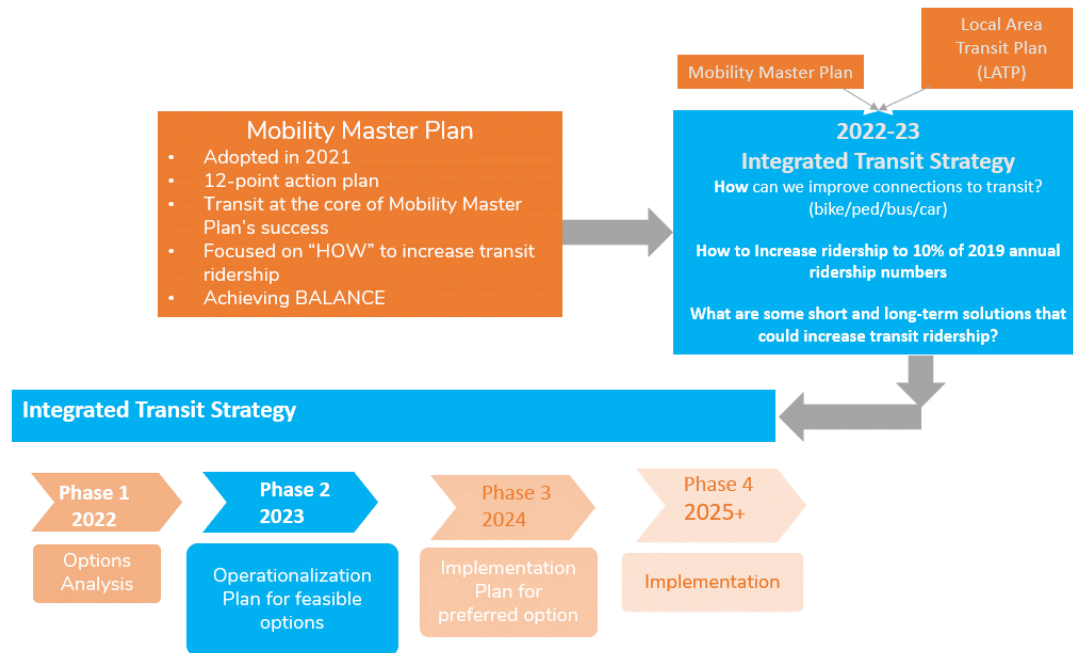 Local Area
Transit Plan
(LATP)
Mobility Master Plan
Mobility Master Plan
• Adopted in 2021
• 12-point action plan
• Transit at the core of Mobility Master
Plan's success
• Focused on “HOW” to increase transit
ridership
• Achieving BALANCE
2022-23
Integrated Transit Strategy
How can we improve connections to transit?
(bike/ped/bus/car)
How to Increase ridership to 10% of 2019 annual
ridership numbers
What are some short and long-term solutions that
could increase transit ridership?
Integrated Transit Strategy
Phase 1
2022
Options
Analysis
Phase 2
2023
Operationalization
Plan for feasible
options
Phase 3
2024
Implementation
Plan for
preferred option
Phase 4
2025+
Implementation